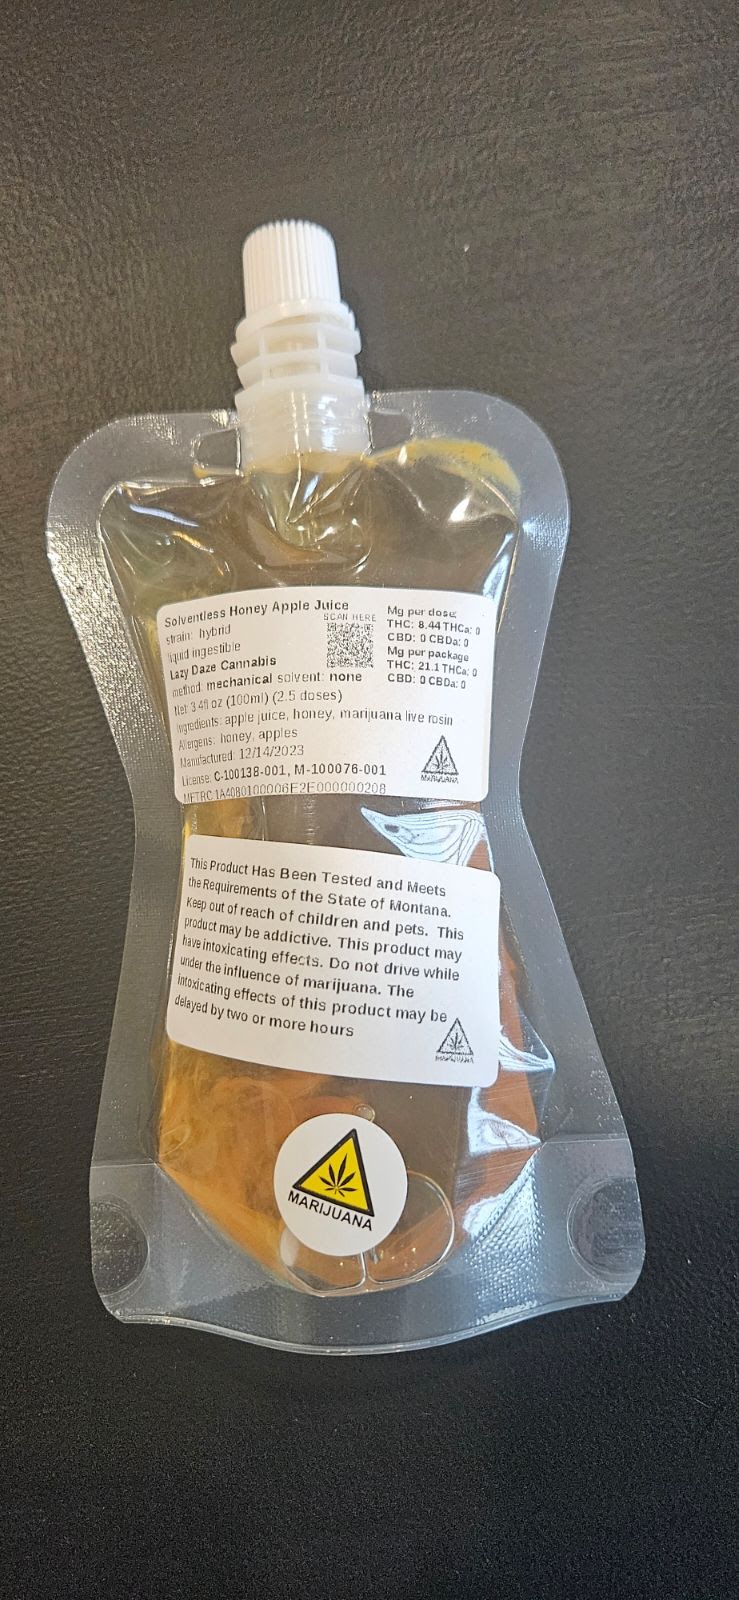 Solventless Honey Apple Juice
strain: hybrid
liquid ingestible
Lazy Daze Cannabis
method: mechanical solvent: none
Net: 3.4fl oz (100ml) (2.5 doses)
Ingredients: apple juice, honey, marijuana live rosin
Allergens: honey, apples
Manufactured: 12/14/2023
License: C-100138-001, M-100076-001
METRC 1A4080100006E2E000000208
SCAN HERE
Mg per dose:
THC: 8.44 THCa: 0
CBD: 0 CBDa: 0
Mg per package
THC: 21.1 THCa: 0
CBD: 0 CBDa: 0
MARIJUANA
This Product Has Been Tested and Meets
the Requirements of the State of Montana.
Keep out of reach of children and pets. This
product may be addictive. This product may
have intoxicating effects. Do not drive while
under the influence of marijuana. The
intoxicating effects of this product may be
delayed by two or more hours
MARIJUANA
MARIJUANA